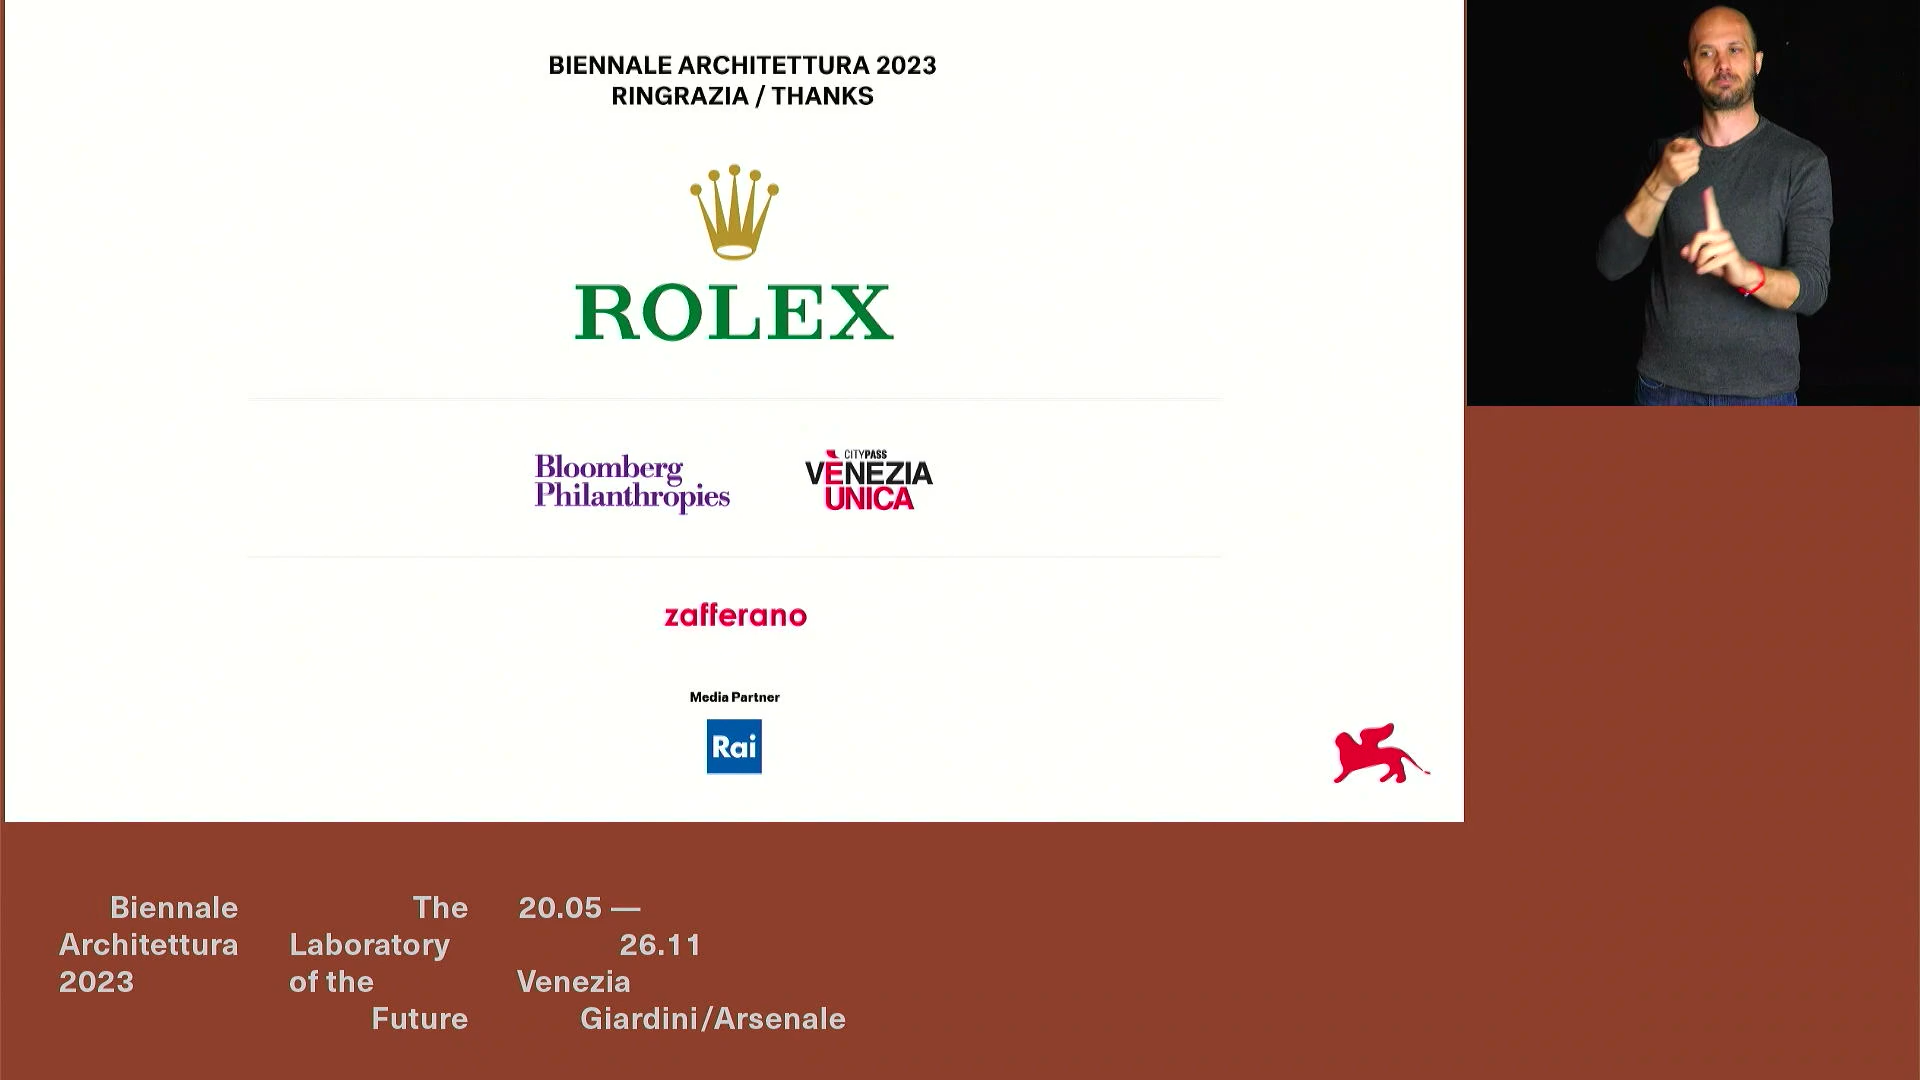 BIENNALE ARCHITETTURA 2023
RINGRAZIA / THANKS
ROLEX
Bloomberg
Philanthropies
CITYPASS
VÈNEZIA
UNICA
zafferano
Media Partner
Rai
Biennale
Architettura
2023
The
Laboratory
of the
Future
20.05 —
26.11
Venezia
Giardini/Arsenale